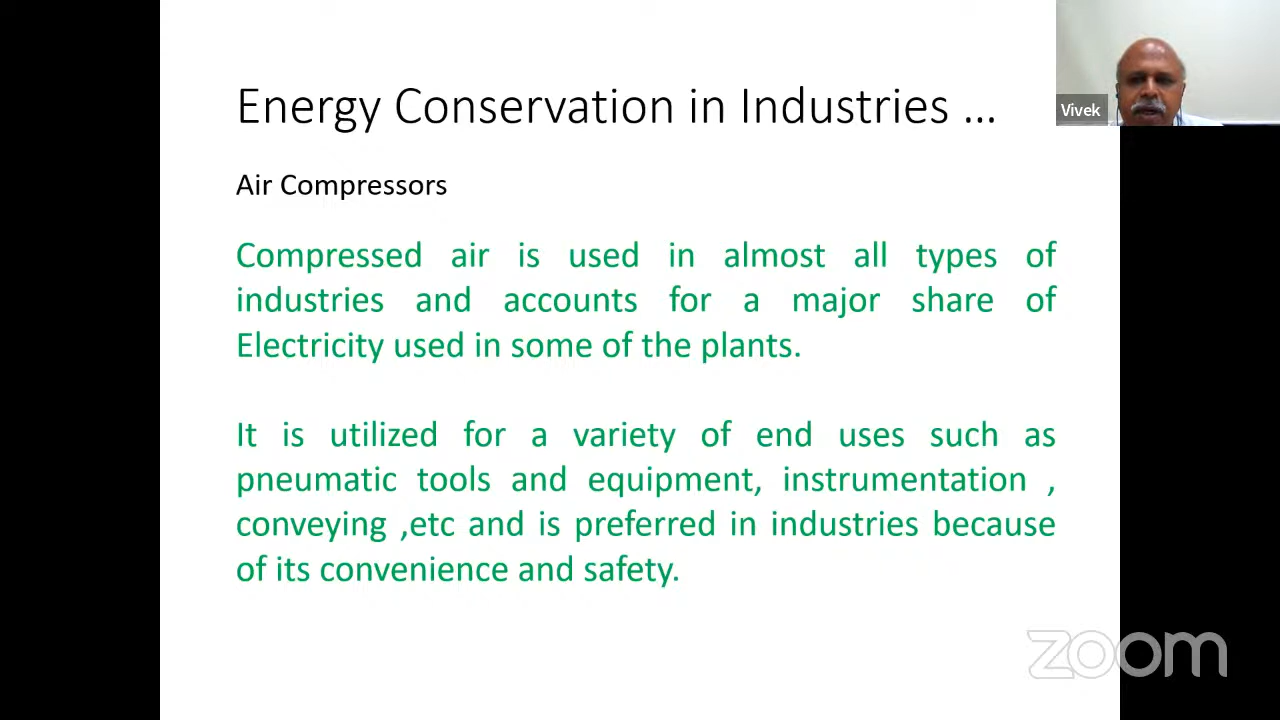 Energy Conservation in Industries ...
Vivek
Air Compressors
Compressed air is used in almost all types of
industries and accounts for a major share of
Electricity used in some of the plants.
It is utilized for a variety of end uses such as
pneumatic tools and equipment, instrumentation ,
conveying ,etc and is preferred in industries because
of its convenience and safety.
zoom